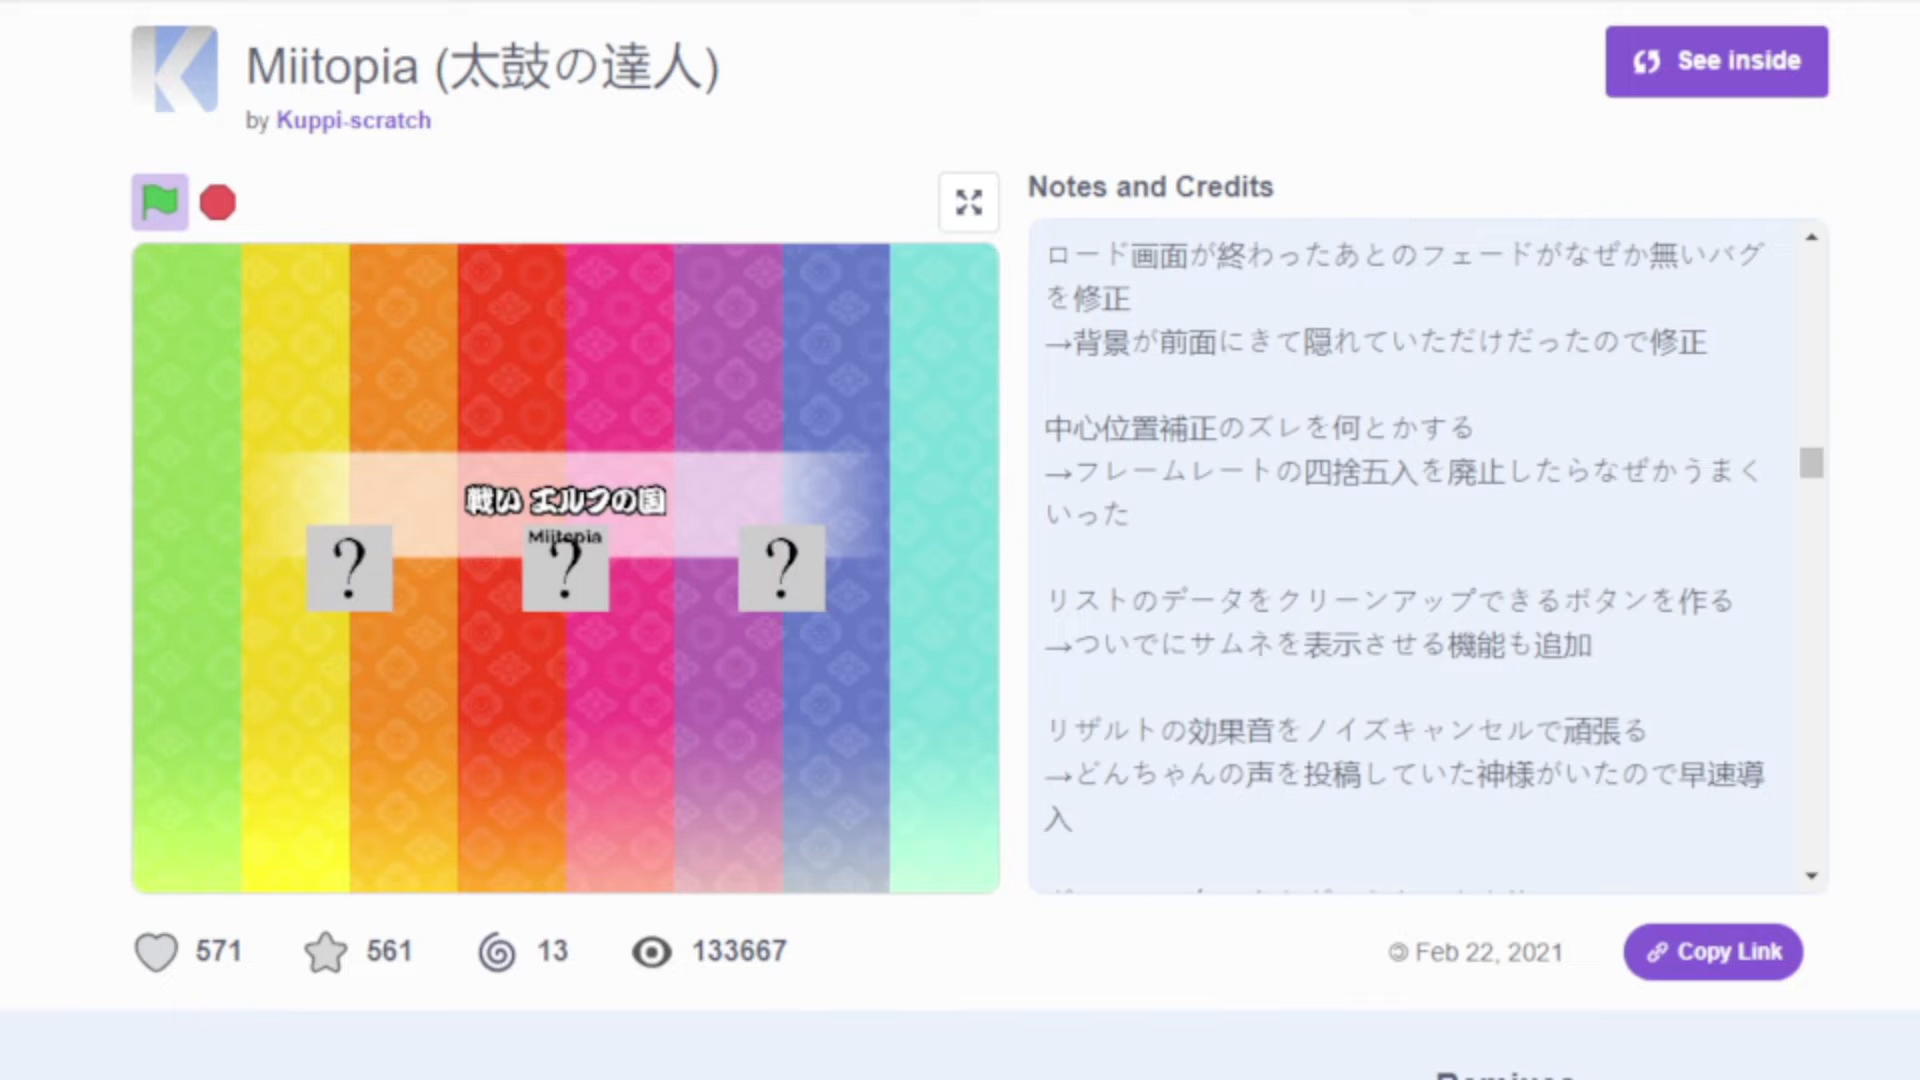 Miitopia (太鼓の達人)
by Kuppi-scratch
See inside
Notes and Credits
ロード画面が終わったあとのフェードがなぜか無いバグ
を修正
→背景が前面にきて隠れていただけだったので修正
中心位置補正のズレを何とかする
→フレームレートの四捨五入を廃止したらなぜかうまく
いった
リストのデータをクリーンアップできるボタンを作る
→ついでにサムネを表示させる機能も追加
リザルトの効果音をノイズキャンセルで頑張る
→どんちゃんの声を投稿していた神様がいたので早速導
入
戦い エルフの国
Miitopia
? ? ?
571 561 13 133667
Feb 22, 2021
Copy Link
Remixes